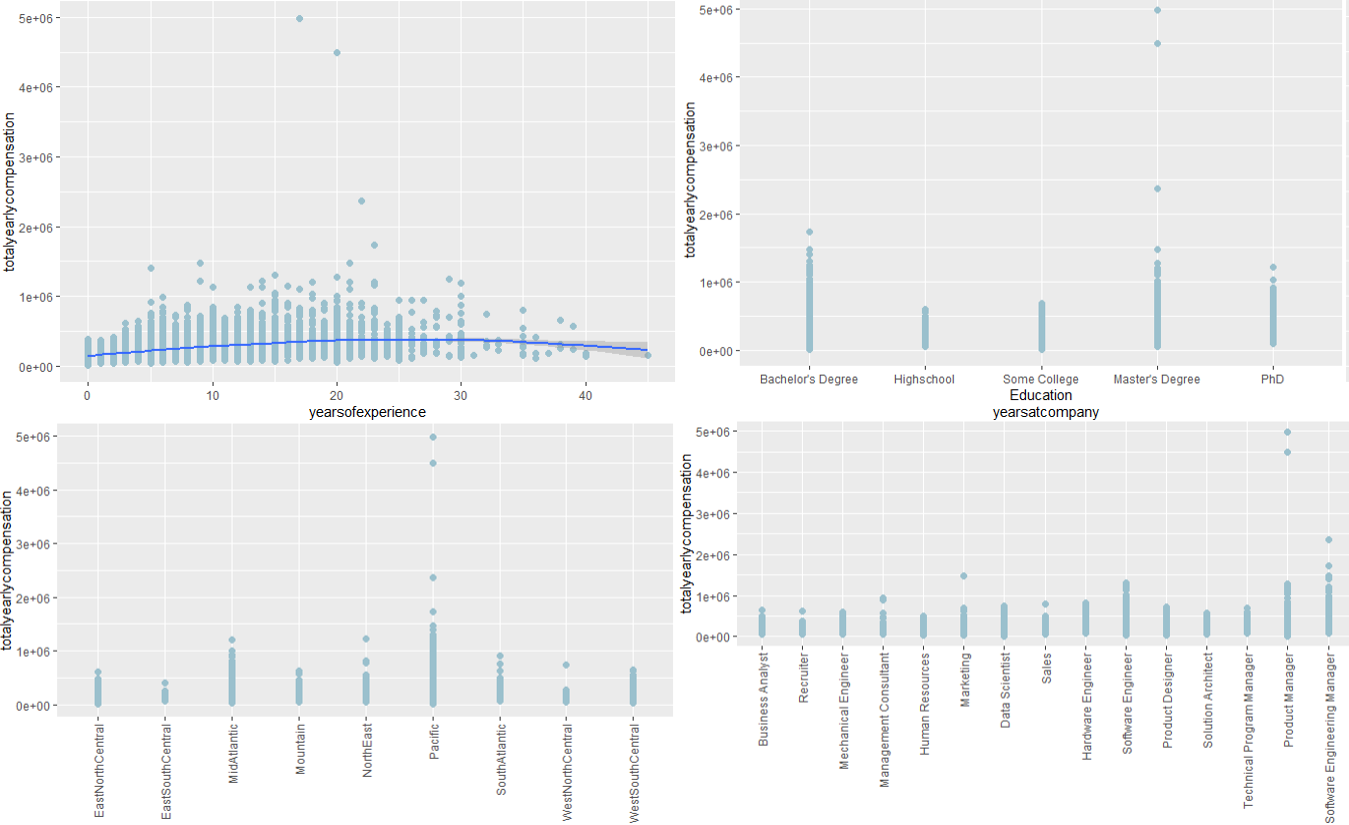 5e+06
4e+06
3e+06
2e+06
1e+06
0e+00
totalyearlycompensation
0 10 20 30 40
yearsofexperience
5e+06
4e+06
3e+06
2e+06
1e+06
0e+00
totalyearlycompensation
Bachelor's Degree Highschool Some College Master's Degree PhD
Education
yearsatcompany
5e+06
4e+06
3e+06
2e+06
1e+06
0e+00
totalyearlycompensation
EastNorthCentral
EastSouthCentral
MidAtlantic
Mountain
NorthEast
Pacific
SouthAtlantic
WestNorthCentral
WestSouthCentral
5e+06
4e+06
3e+06
2e+06
1e+06
0e+00
totalyearlycompensation
Business Analyst
Recruiter
Mechanical Engineer
Management Consultant
Human Resources
Marketing
Data Scientist
Sales
Hardware Engineer
Software Engineer
Product Designer
Solution Architect
Technical Program Manager
Product Manager
Software Engineering Manager